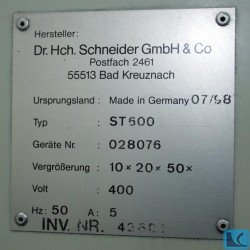 Hersteller:
Dr. Hch. Schneider GmbH & Co
Postfach 2461
55513 Bad Kreuznach
Ursprungsland : Made in Germany 07/98
Typ : ST600
Geräte Nr. : 028076
Vergrößerung : 10× 20× 50×
Volt : 400
Hz: 50 A: 5
INV. NR.